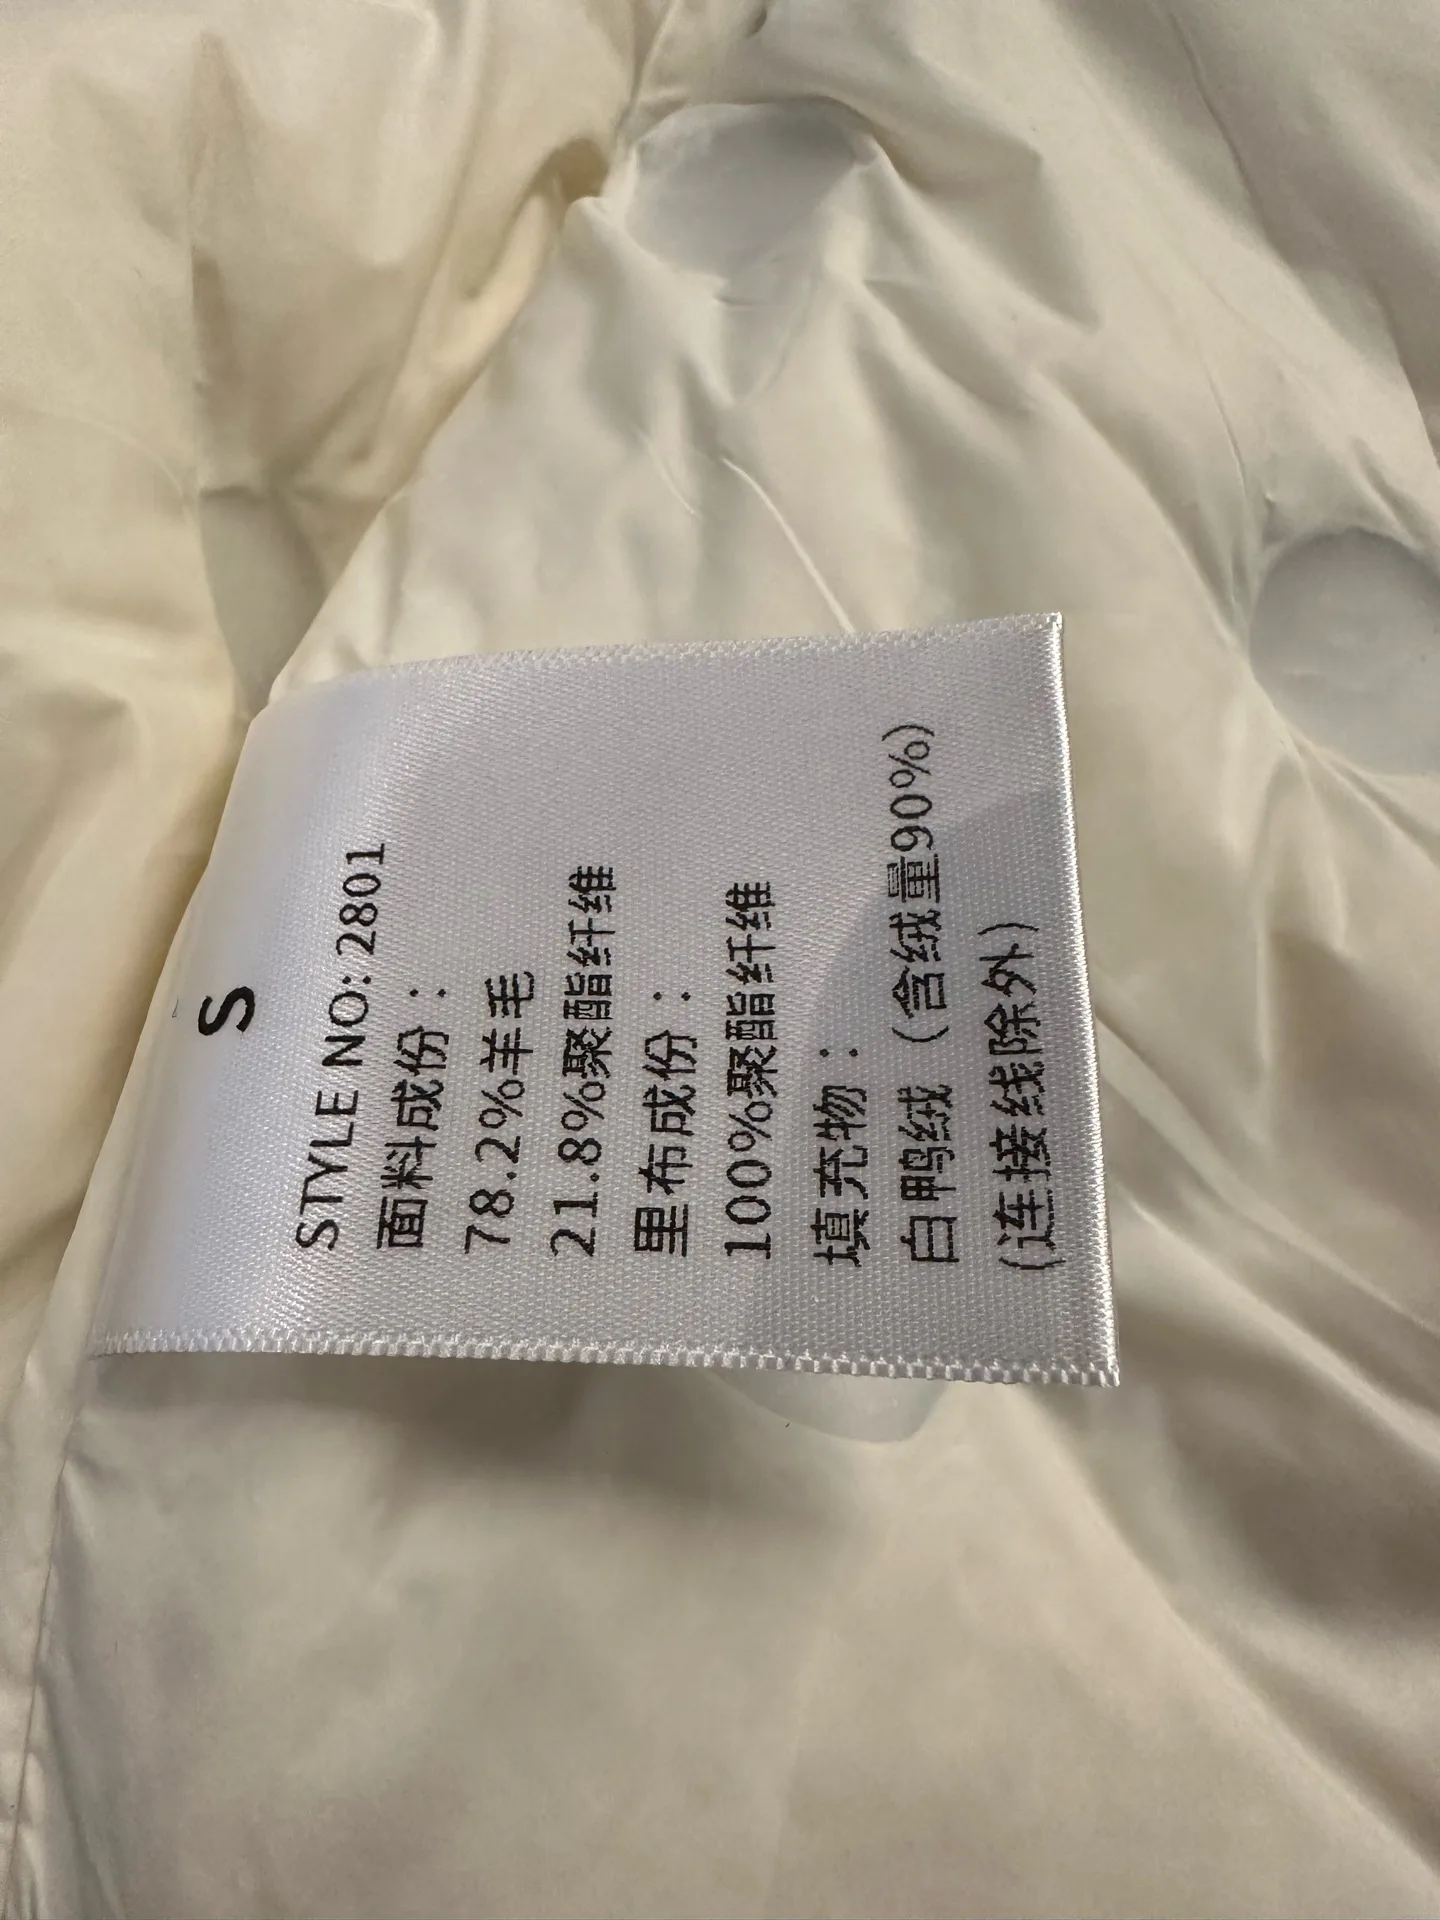 S
STYLE NO: 2801
面料成份：
78.2%羊毛
21.8%聚酯纤维
里布成份：
100%聚酯纤维
填充物：
白鸭绒（含绒量90%）
（连接线除外）